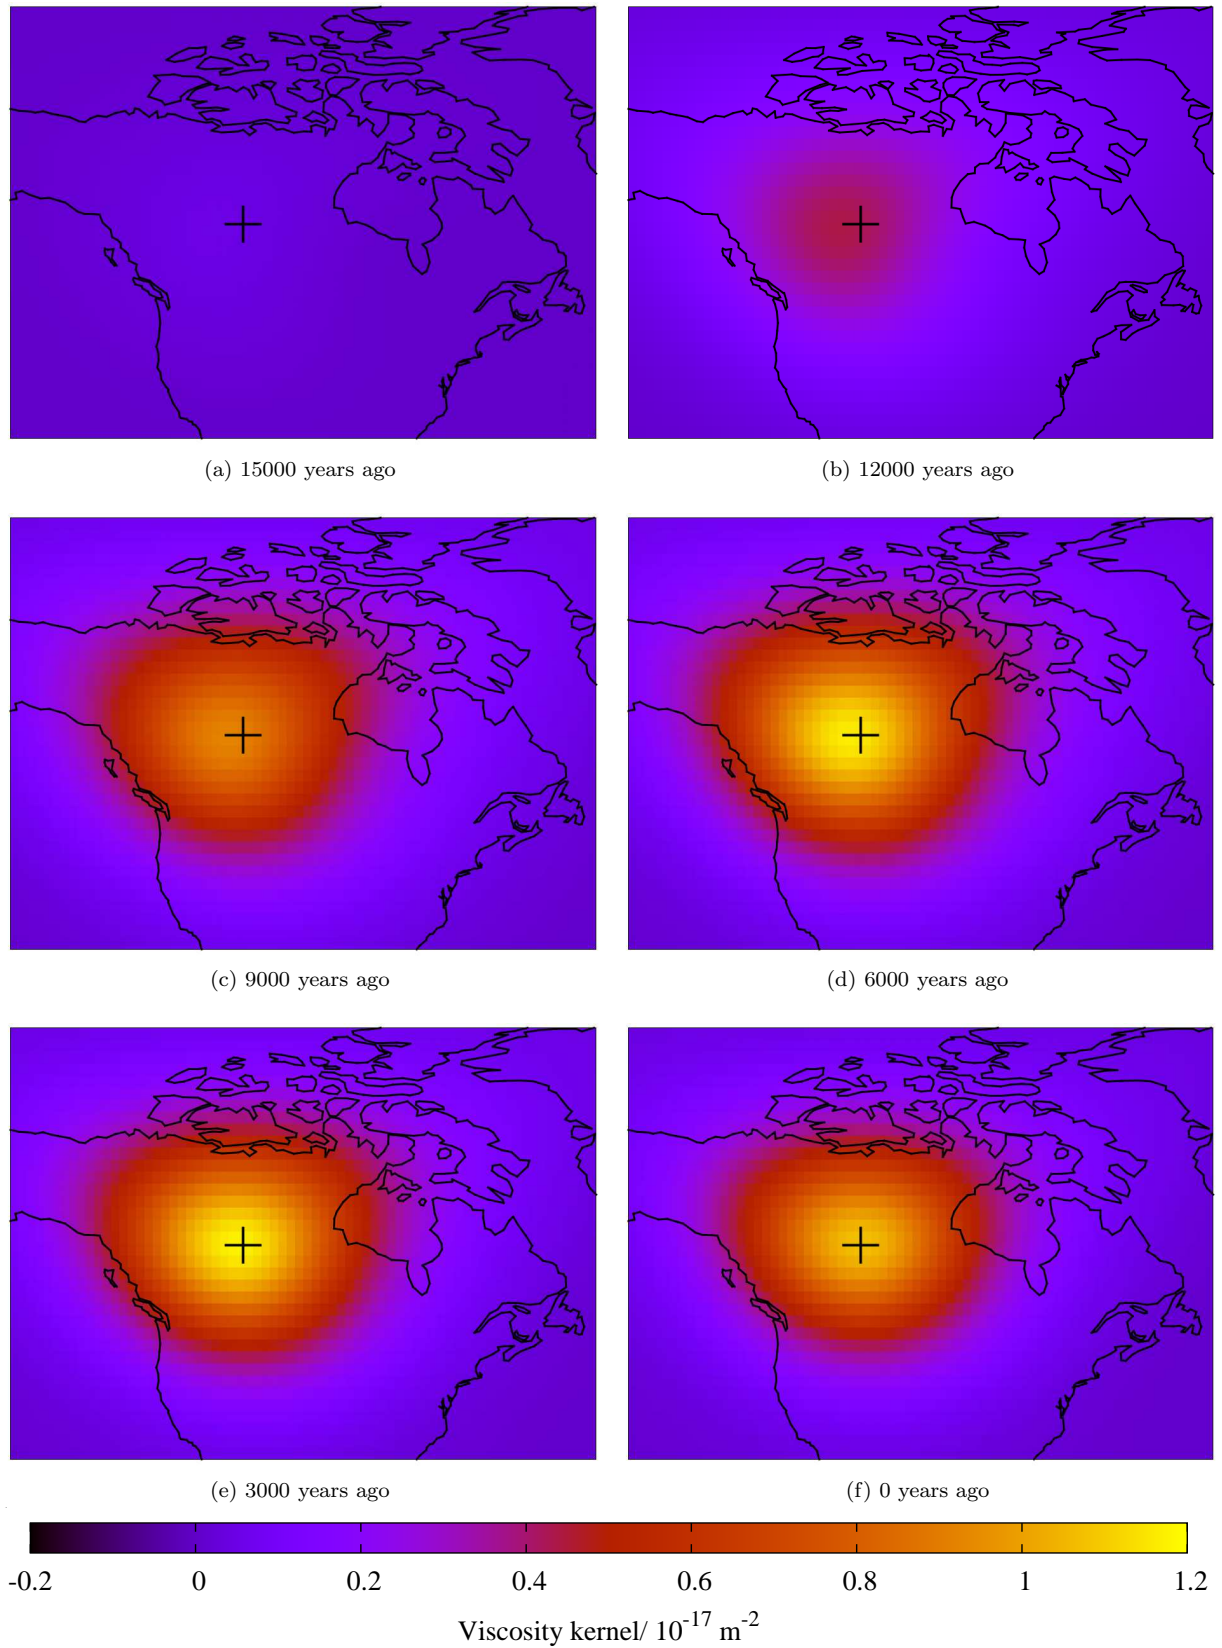 (a) 15000 years ago
(b) 12000 years ago
(c) 9000 years ago
(d) 6000 years ago
(e) 3000 years ago
(f) 0 years ago
-0.2 0 0.2 0.4 0.6 0.8 1 1.2
Viscosity kernel/ 10^-17 m^-2